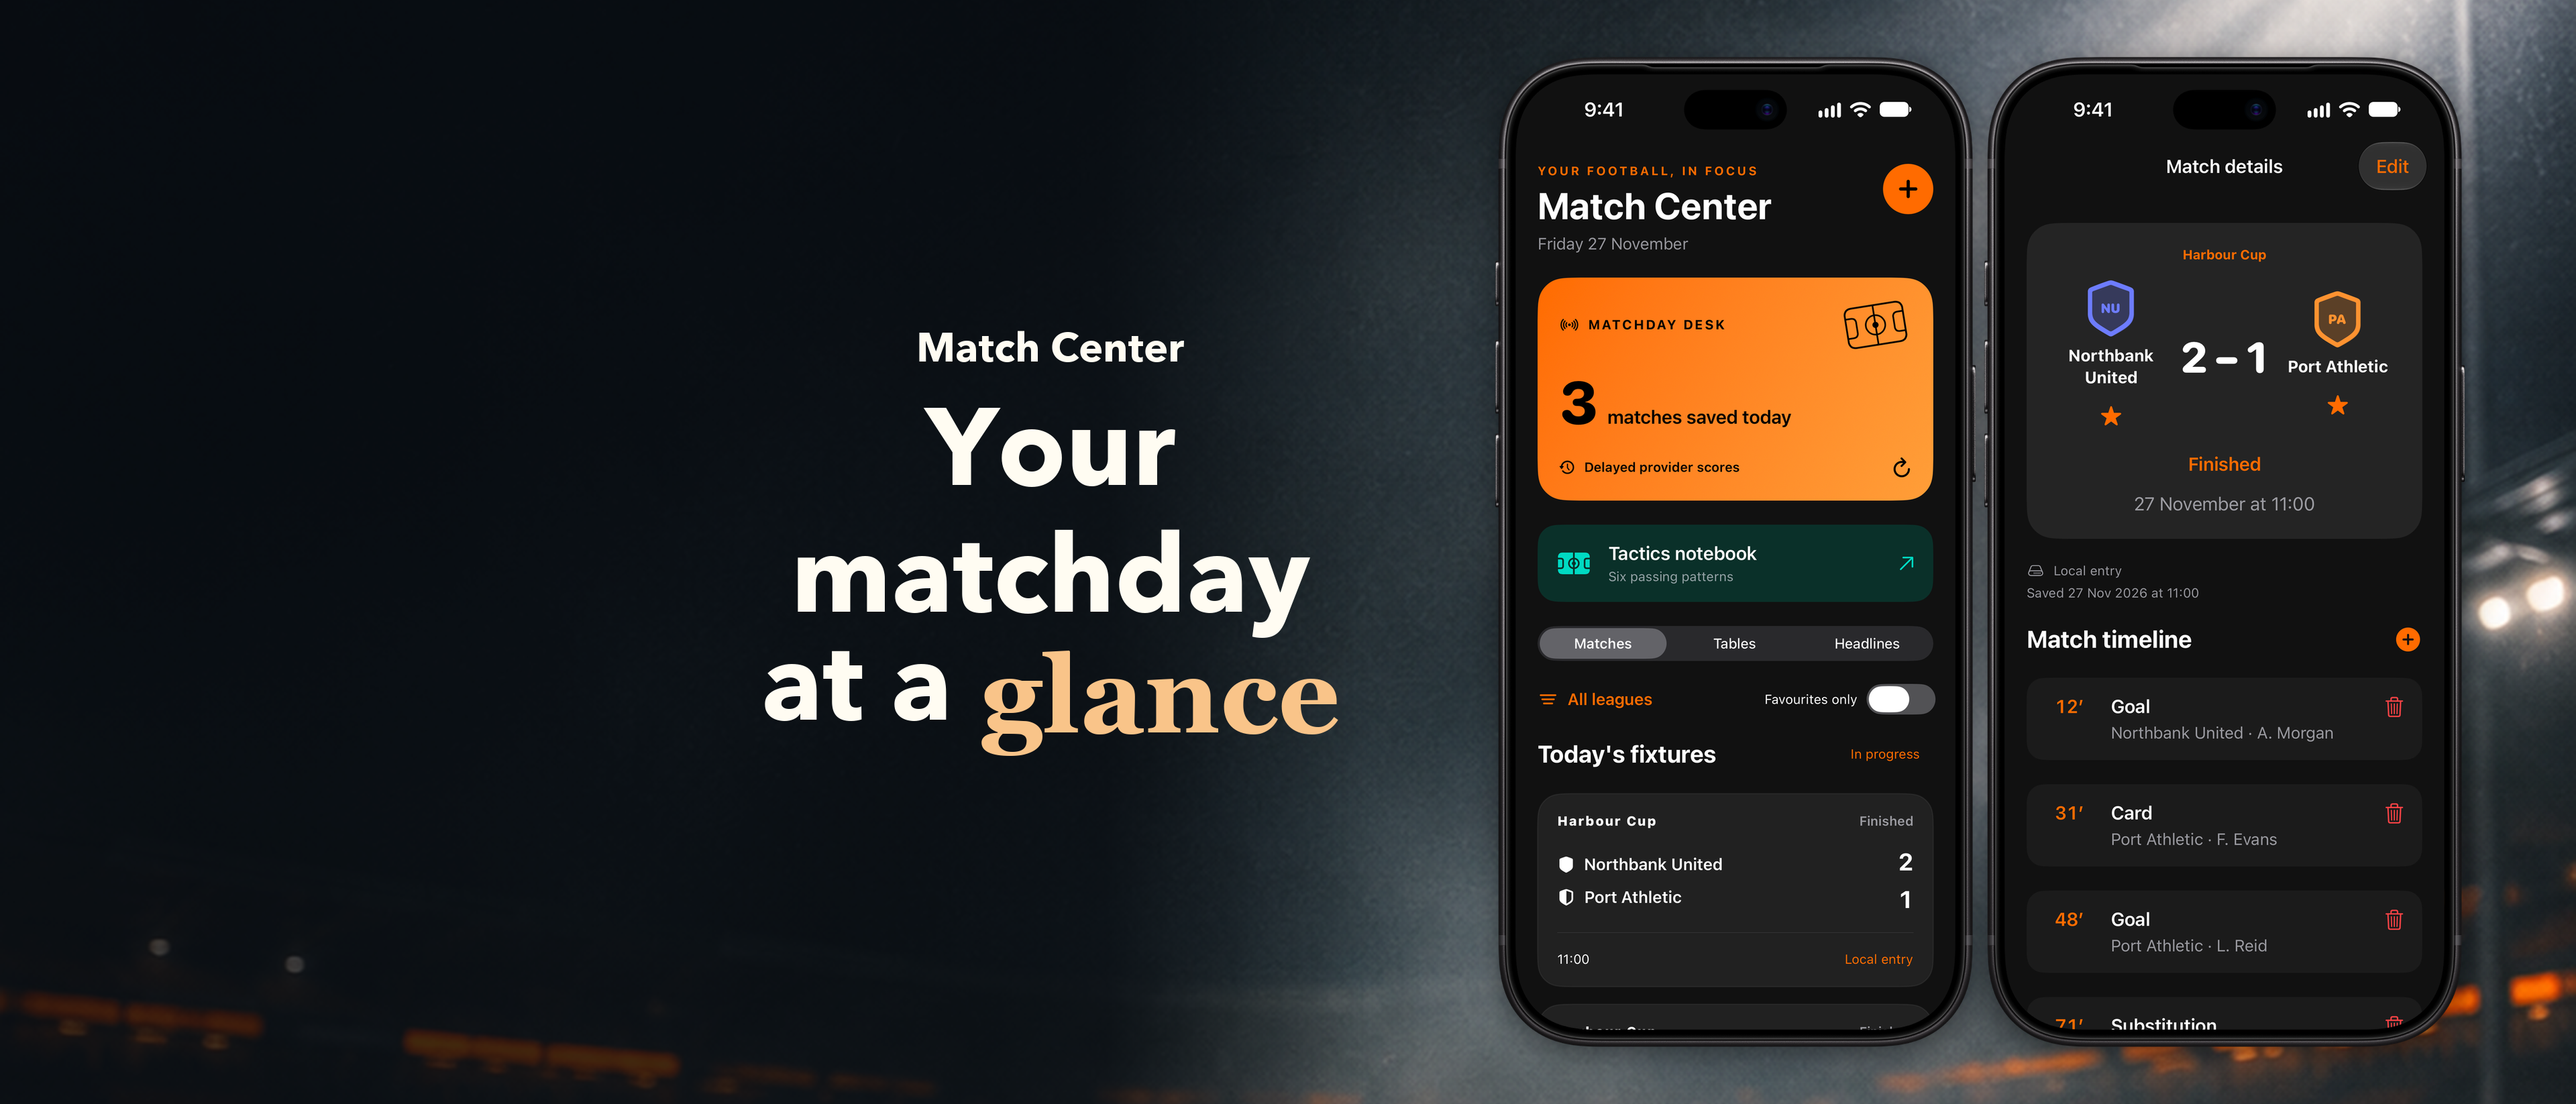 Match Center
Your
matchday
at a glance
9:41
YOUR FOOTBALL, IN FOCUS
Match Center
Friday 27 November
MATCHDAY DESK
3 matches saved today
Delayed provider scores
Tactics notebook
Six passing patterns
Matches Tables Headlines
All leagues Favourites only
Today's fixtures In progress
Harbour Cup Finished
Northbank United 2
Port Athletic 1
11:00 Local entry
9:41
Match details Edit
Harbour Cup
NU PA
Northbank
United
2 – 1
Port Athletic
Finished
27 November at 11:00
Local entry
Saved 27 Nov 2026 at 11:00
Match timeline
12′ Goal
Northbank United · A. Morgan
31′ Card
Port Athletic · F. Evans
48′ Goal
Port Athletic · L. Reid
71′ Substitution